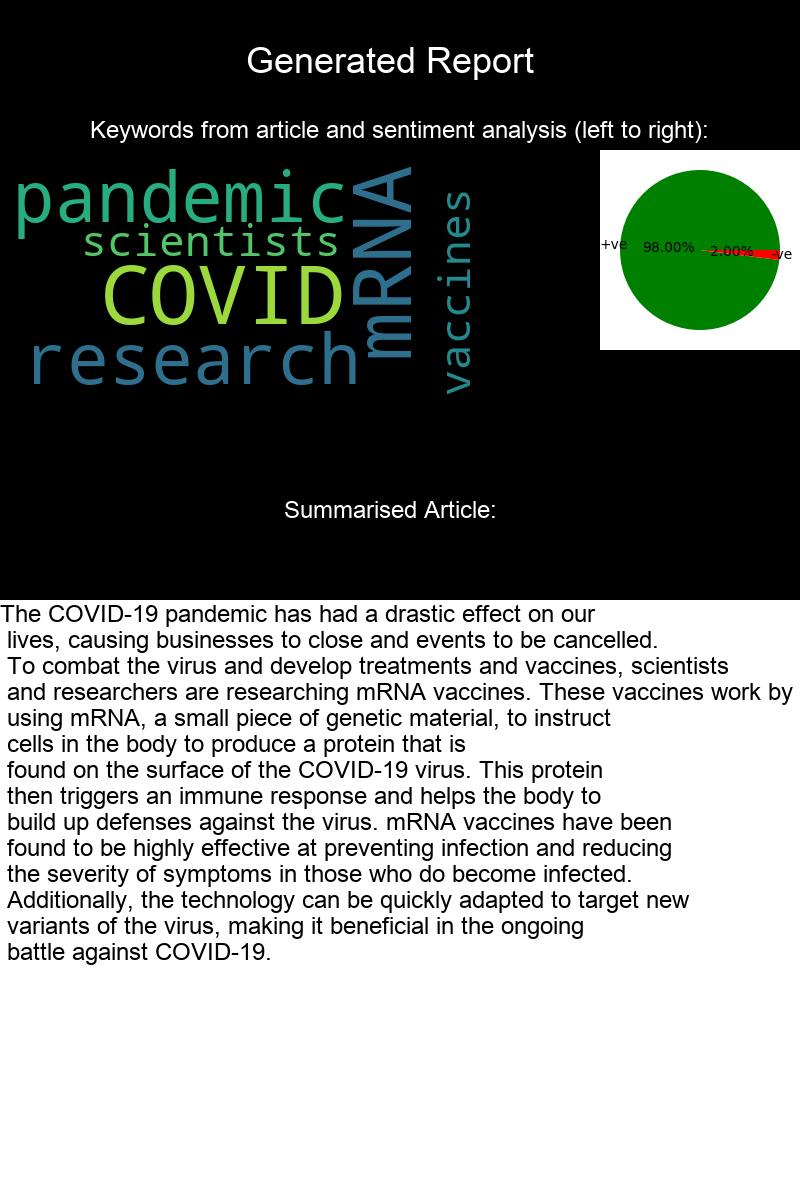 Generated Report
Keywords from article and sentiment analysis (left to right):
pandemic
scientists
COVID
research
mRNA
vaccines
+ve
98.00%
2.00%
-ve
Summarised Article:
The COVID-19 pandemic has had a drastic effect on our
lives, causing businesses to close and events to be cancelled.
To combat the virus and develop treatments and vaccines, scientists
and researchers are researching mRNA vaccines. These vaccines work by
using mRNA, a small piece of genetic material, to instruct
cells in the body to produce a protein that is
found on the surface of the COVID-19 virus. This protein
then triggers an immune response and helps the body to
build up defenses against the virus. mRNA vaccines have been
found to be highly effective at preventing infection and reducing
the severity of symptoms in those who do become infected.
Additionally, the technology can be quickly adapted to target new
variants of the virus, making it beneficial in the ongoing
battle against COVID-19.